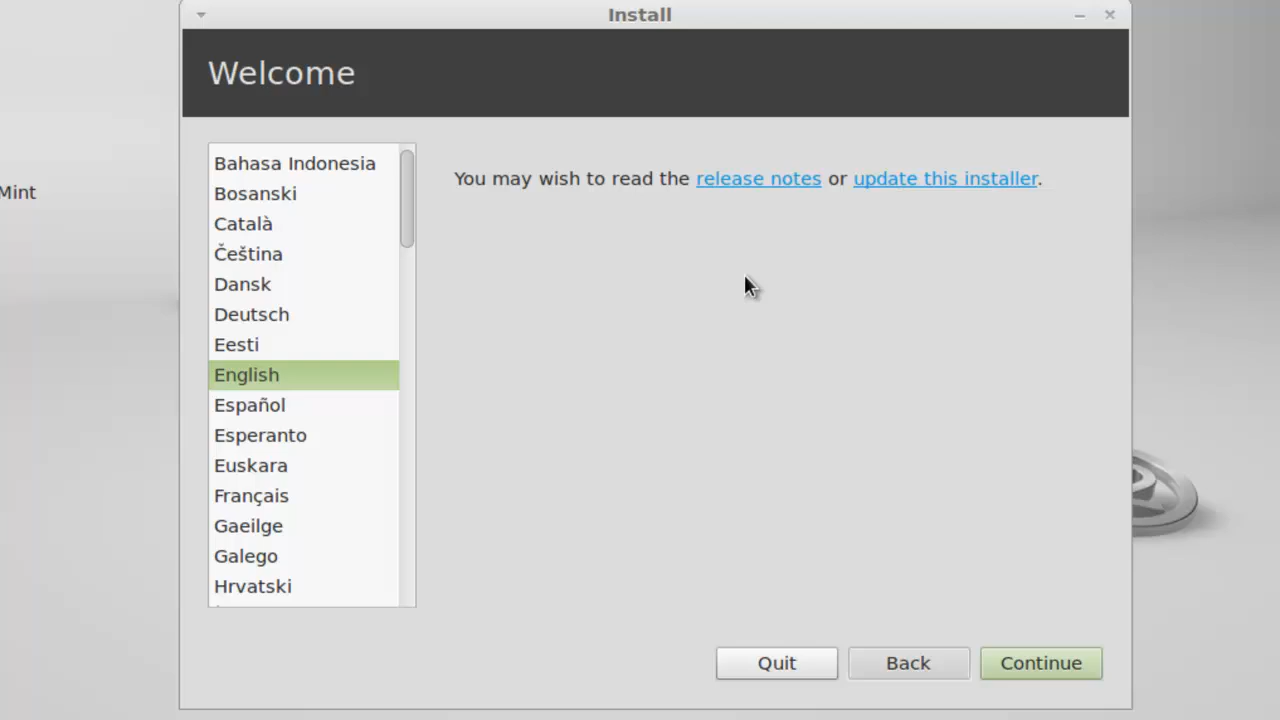 Install
Welcome
Mint
Bahasa Indonesia
Bosanski
Català
Čeština
Dansk
Deutsch
Eesti
English
Español
Esperanto
Euskara
Français
Gaeilge
Galego
Hrvatski
You may wish to read the release notes or update this installer.
Quit
Back
Continue